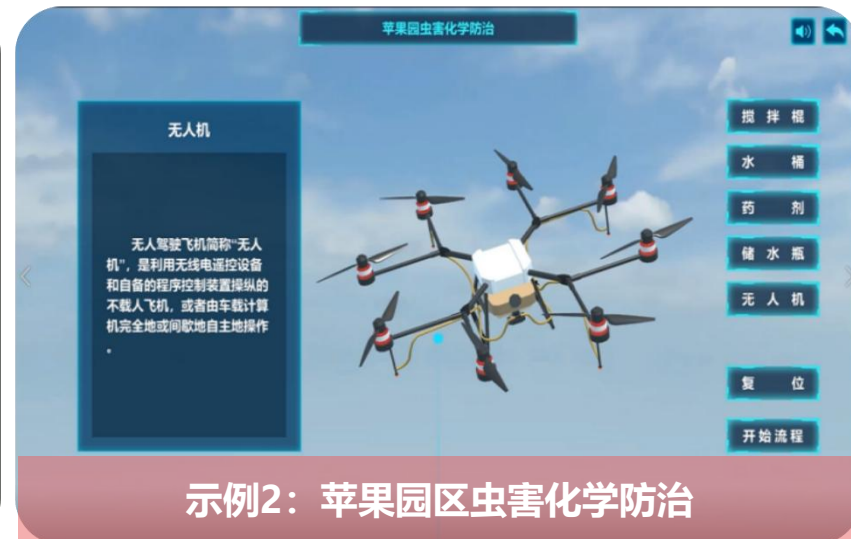 苹果园虫害化学防治
无人机
无人驾驶飞机简称“无人
机”，是利用无线电遥控设备
和自备的程序控制装置操纵的
不载人飞机，或者由车载计算
机完全地或间歇地自主地操作
。
搅拌棍
水桶
药剂
储水瓶
无人机
复位
开始流程
示例2：苹果园区虫害化学防治